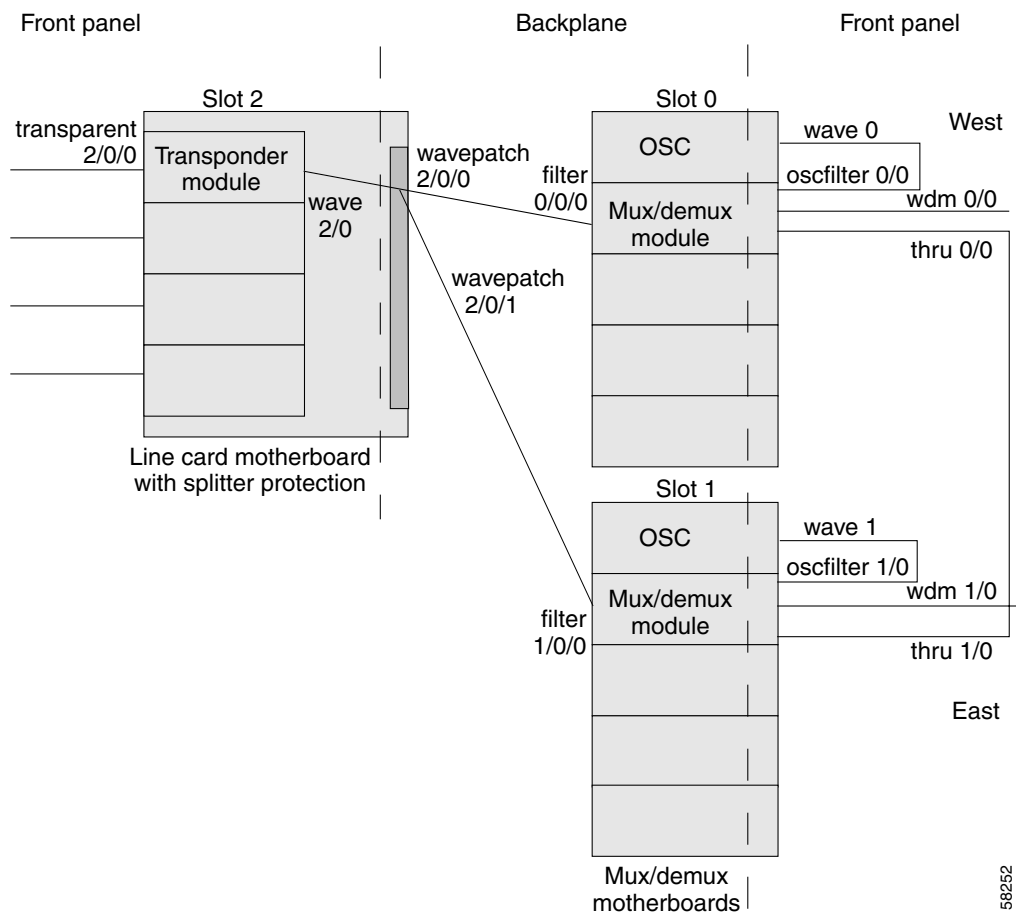 Front panel
Backplane
Front panel
Slot 2
Slot 0
transparent
2/0/0
Transponder
module
wave
2/0
wavepatch
2/0/0
filter
0/0/0
OSC
Mux/demux
module
wave 0
West
oscfilter 0/0
wdm 0/0
thru 0/0
wavepatch
2/0/1
Line card motherboard
with splitter protection
Slot 1
OSC
wave 1
oscfilter 1/0
filter
1/0/0
Mux/demux
module
wdm 1/0
thru 1/0
East
Mux/demux
motherboards
58252